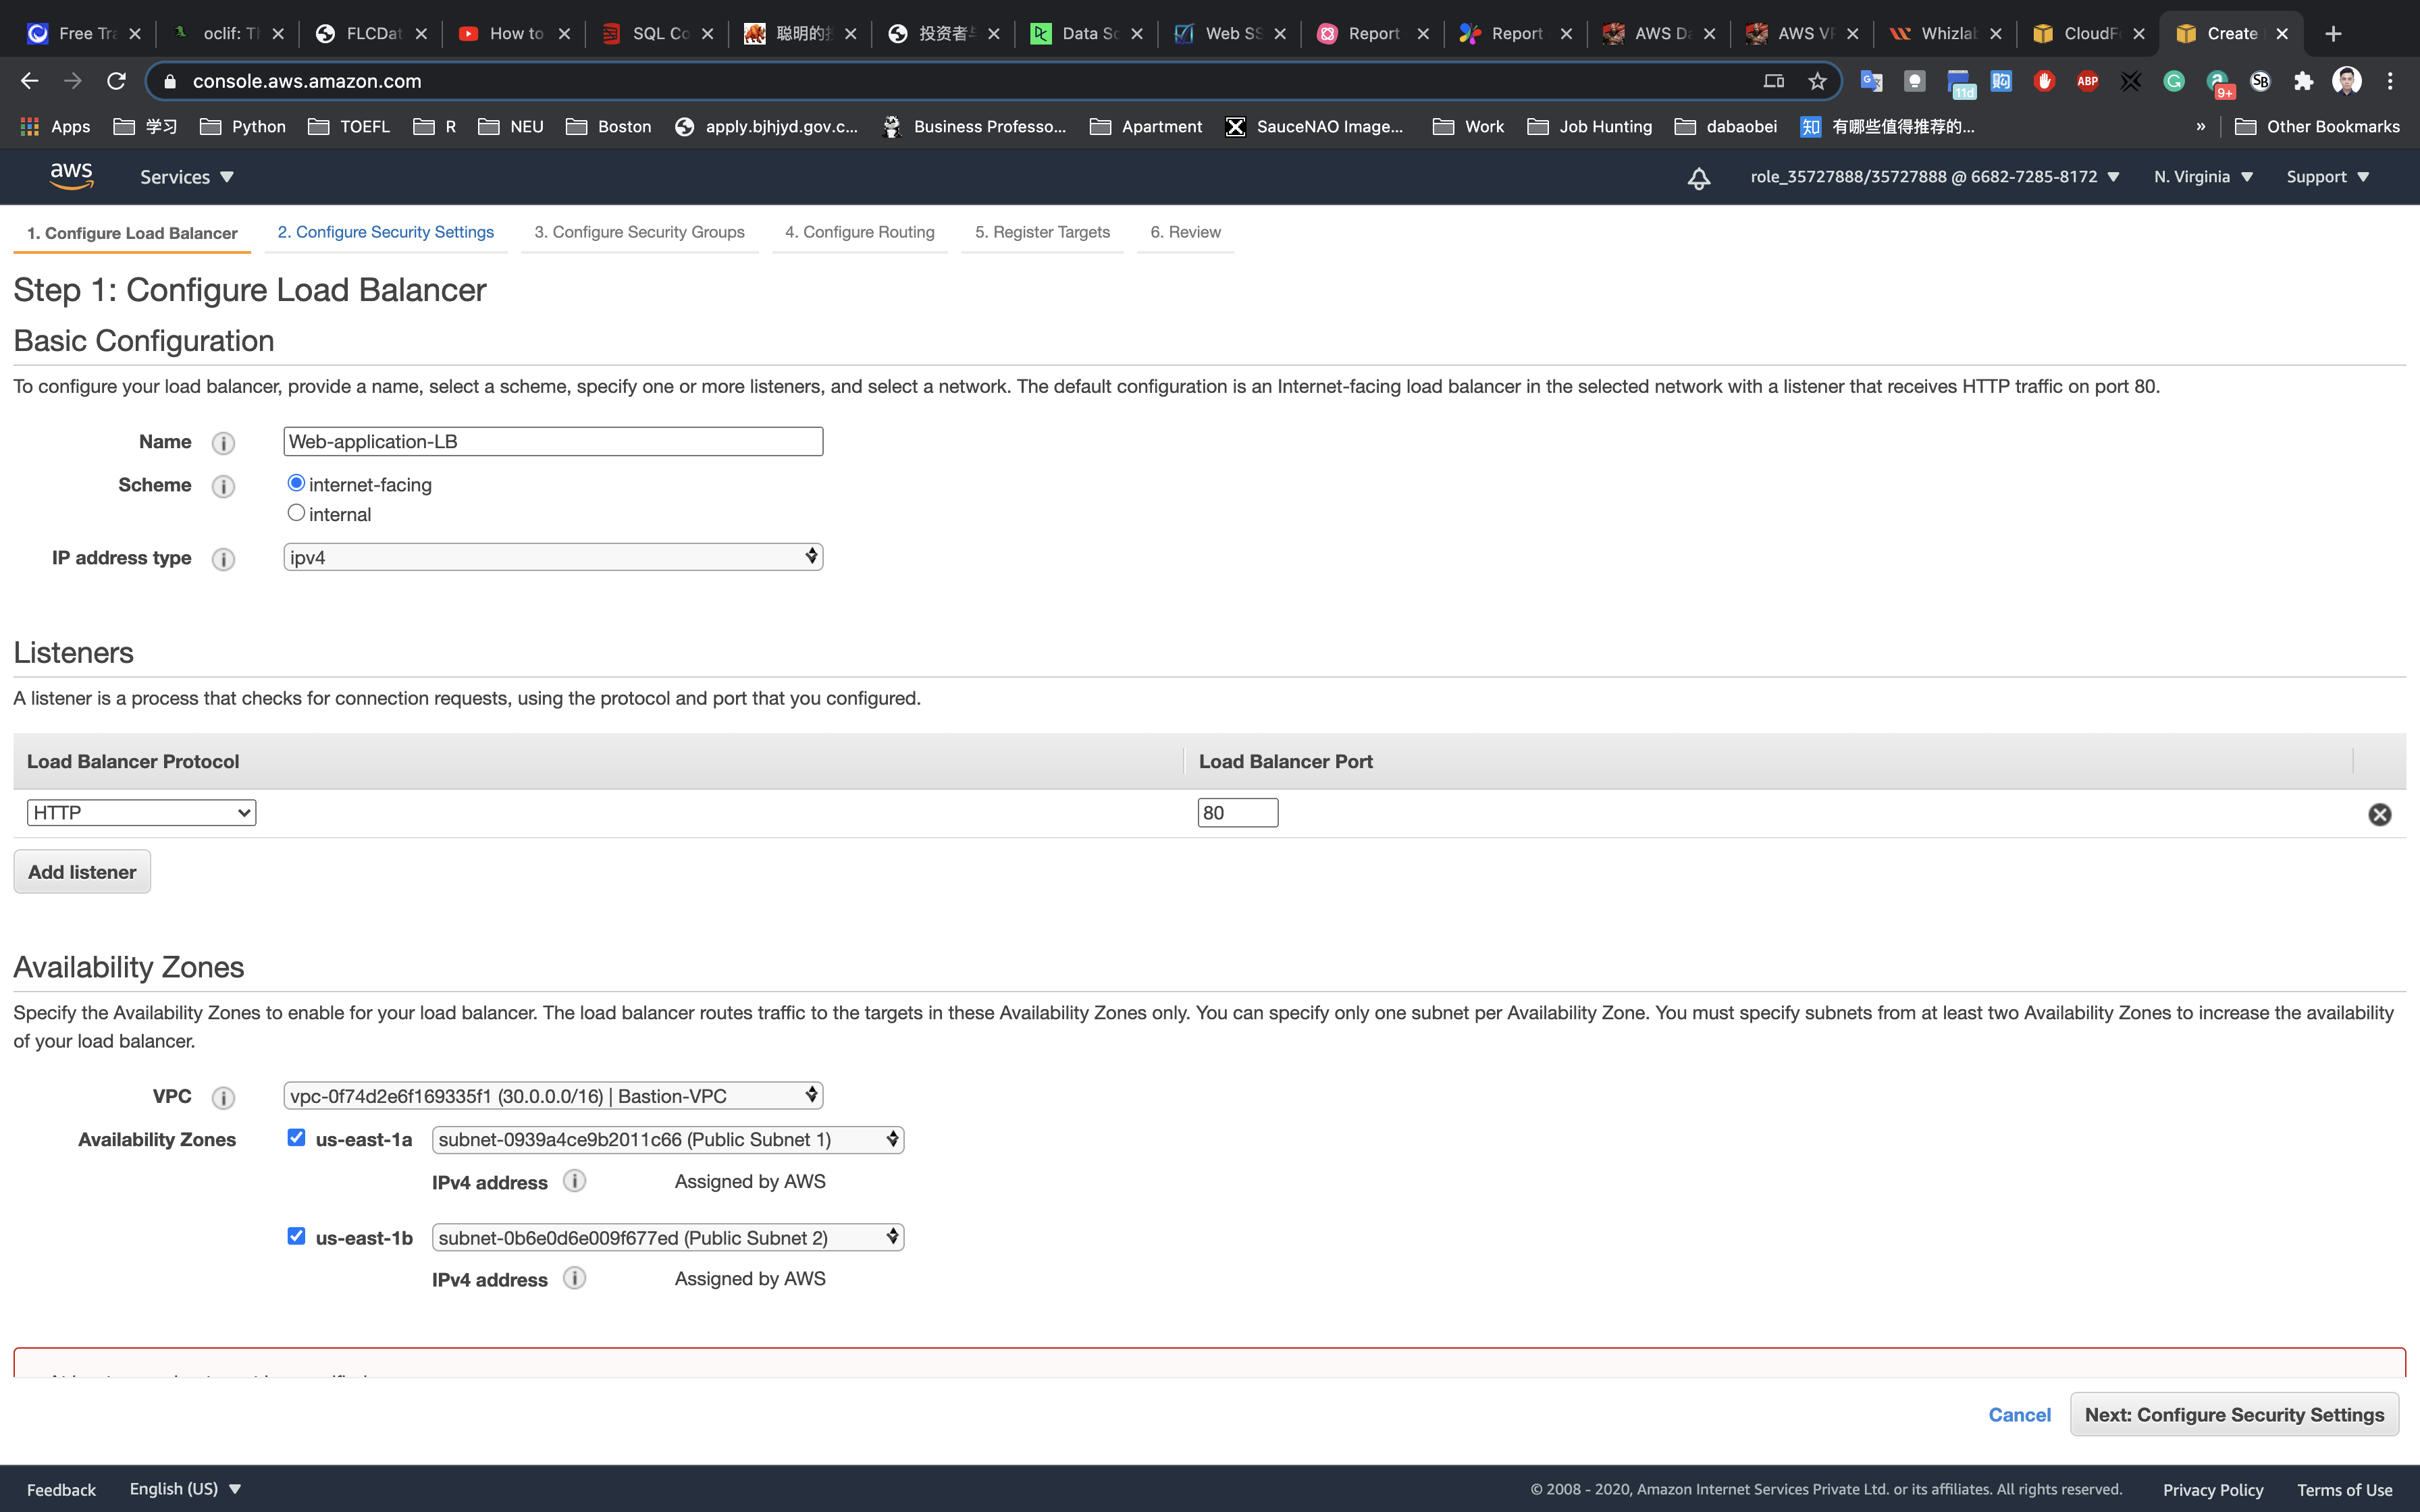 Free Tra
oclif: Th
FLCDat
How to
SQL Co
聪明的
投资者
Data Sc
Web SS
Report
Report
AWS Da
AWS VP
Whizlab
CloudFo
Create
console.aws.amazon.com
11d
ABP
9+
SB
Apps
学习
Python
TOEFL
R
NEU
Boston
apply.bjhjyd.gov.c...
Business Professo...
Apartment
SauceNAO Image...
Work
Job Hunting
dabaobei
知
有哪些值得推荐的...
»
Other Bookmarks
aws
Services
role_35727888/35727888 @ 6682-7285-8172
N. Virginia
Support
1. Configure Load Balancer
2. Configure Security Settings
3. Configure Security Groups
4. Configure Routing
5. Register Targets
6. Review
Step 1: Configure Load Balancer
Basic Configuration
To configure your load balancer, provide a name, select a scheme, specify one or more listeners, and select a network. The default configuration is an Internet-facing load balancer in the selected network with a listener that receives HTTP traffic on port 80.
Name
Web-application-LB
Scheme
internet-facing
internal
IP address type
ipv4
Listeners
A listener is a process that checks for connection requests, using the protocol and port that you configured.
Load Balancer Protocol
Load Balancer Port
HTTP
80
Add listener
Availability Zones
Specify the Availability Zones to enable for your load balancer. The load balancer routes traffic to the targets in these Availability Zones only. You can specify only one subnet per Availability Zone. You must specify subnets from at least two Availability Zones to increase the availability
of your load balancer.
VPC
vpc-0f74d2e6f169335f1 (30.0.0.0/16) | Bastion-VPC
Availability Zones
us-east-1a
subnet-0939a4ce9b2011c66 (Public Subnet 1)
IPv4 address
Assigned by AWS
us-east-1b
subnet-0b6e0d6e009f677ed (Public Subnet 2)
IPv4 address
Assigned by AWS
Cancel
Next: Configure Security Settings
Feedback
English (US)
© 2008 - 2020, Amazon Internet Services Private Ltd. or its affiliates. All rights reserved.
Privacy Policy
Terms of Use